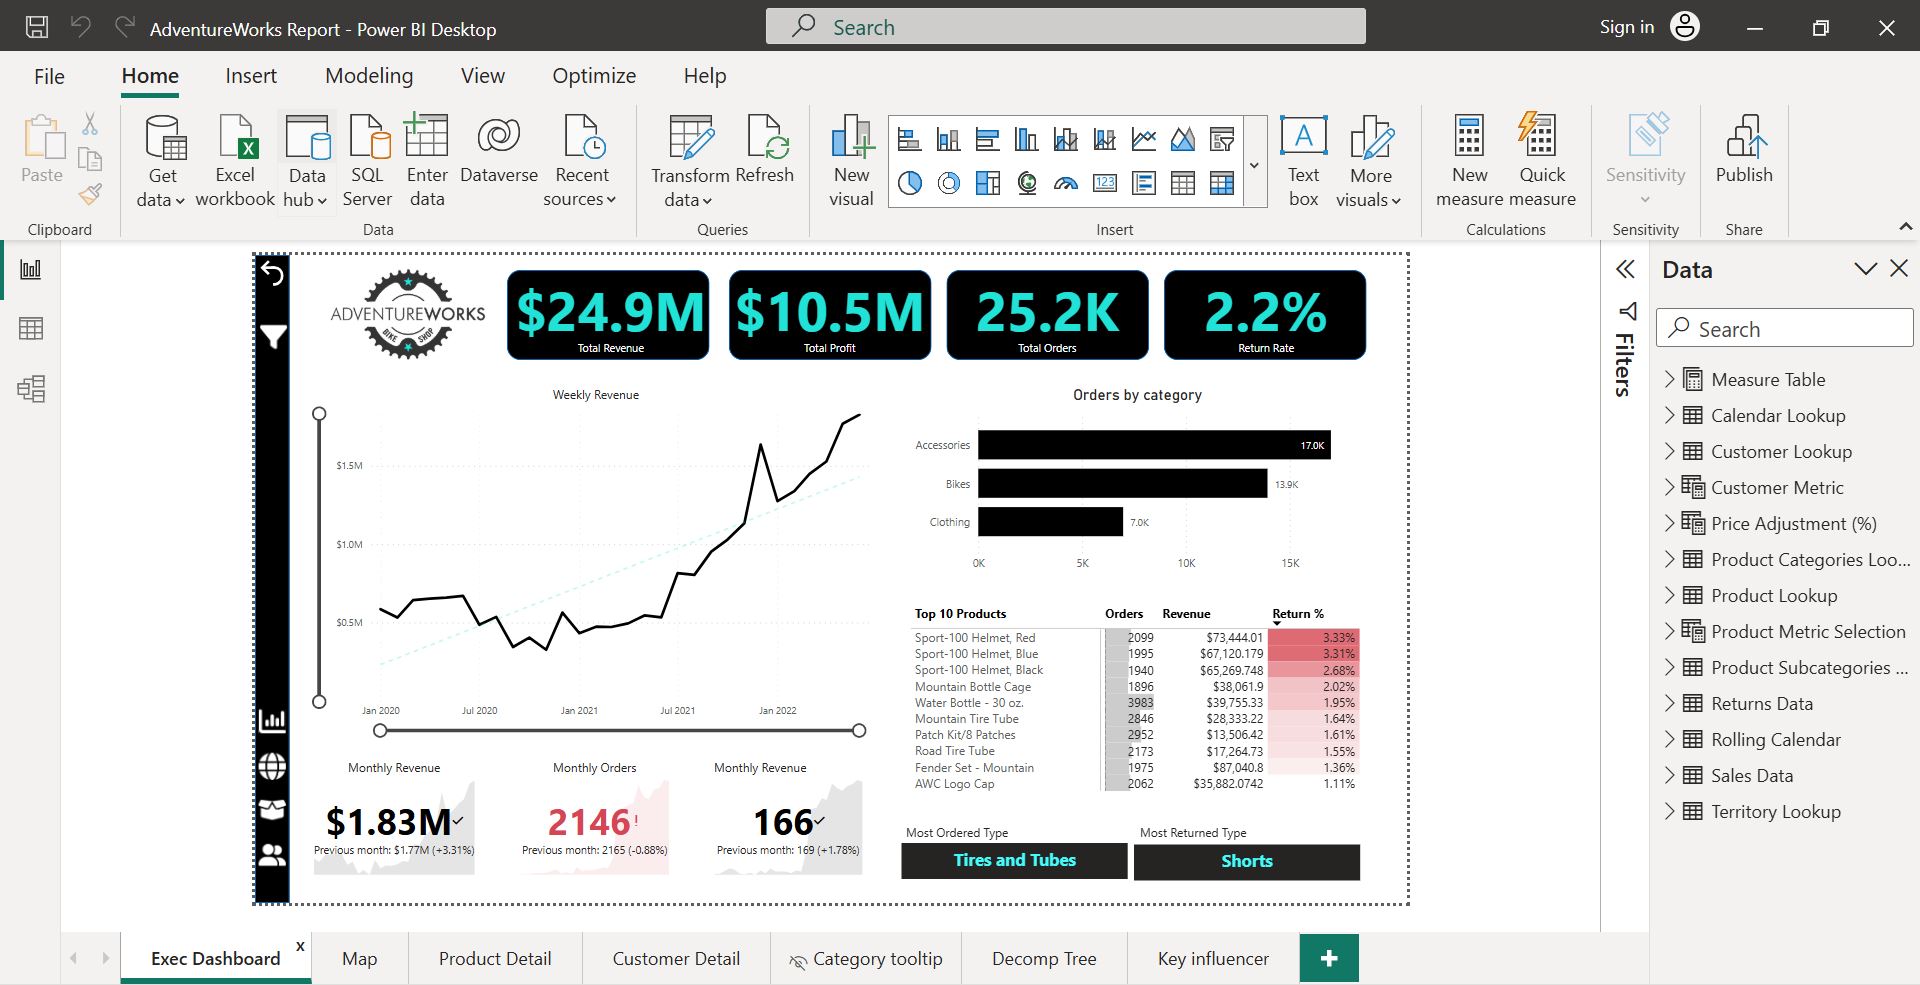 AdventureWorks Report - Power BI Desktop
Search
Sign in
File
Home
Insert
Modeling
View
Optimize
Help
Paste
Get data
Excel workbook
Data hub
SQL Server
Enter data
Dataverse
Recent sources
Transform data
Refresh
New visual
Text box
More visuals
New measure
Quick measure
Sensitivity
Publish
Clipboard
Data
Queries
Insert
Calculations
Sensitivity
Share
ADVENTUREWORKS
BIKE SHOP
$24.9M
Total Revenue
$10.5M
Total Profit
25.2K
Total Orders
2.2%
Return Rate
Weekly Revenue
$1.5M
$1.0M
$0.5M
Jan 2020
Jul 2020
Jan 2021
Jul 2021
Jan 2022
Orders by category
Accessories
17.0K
Bikes
13.9K
Clothing
7.0K
0K
5K
10K
15K
Top 10 Products Orders Revenue Return %
Sport-100 Helmet, Red 2099 $73,444.01 3.33%
Sport-100 Helmet, Blue 1995 $67,120.179 3.31%
Sport-100 Helmet, Black 1940 $65,269.748 2.68%
Mountain Bottle Cage 1896 $38,061.9 2.02%
Water Bottle - 30 oz. 3983 $39,755.33 1.95%
Mountain Tire Tube 2846 $28,333.22 1.64%
Patch Kit/8 Patches 2952 $13,506.42 1.61%
Road Tire Tube 2173 $17,264.73 1.55%
Fender Set - Mountain 1975 $87,040.8 1.36%
AWC Logo Cap 2062 $35,882.0742 1.11%
Monthly Revenue
$1.83M
Previous month: $1.77M (+3.31%)
Monthly Orders
2146!
Previous month: 2165 (-0.88%)
Monthly Revenue
166
Previous month: 169 (+1.78%)
Most Ordered Type
Tires and Tubes
Most Returned Type
Shorts
Filters
Data
Search
Measure Table
Calendar Lookup
Customer Lookup
Customer Metric
Price Adjustment (%)
Product Categories Loo...
Product Lookup
Product Metric Selection
Product Subcategories ...
Returns Data
Rolling Calendar
Sales Data
Territory Lookup
Exec Dashboard
x
Map
Product Detail
Customer Detail
Category tooltip
Decomp Tree
Key influencer
+